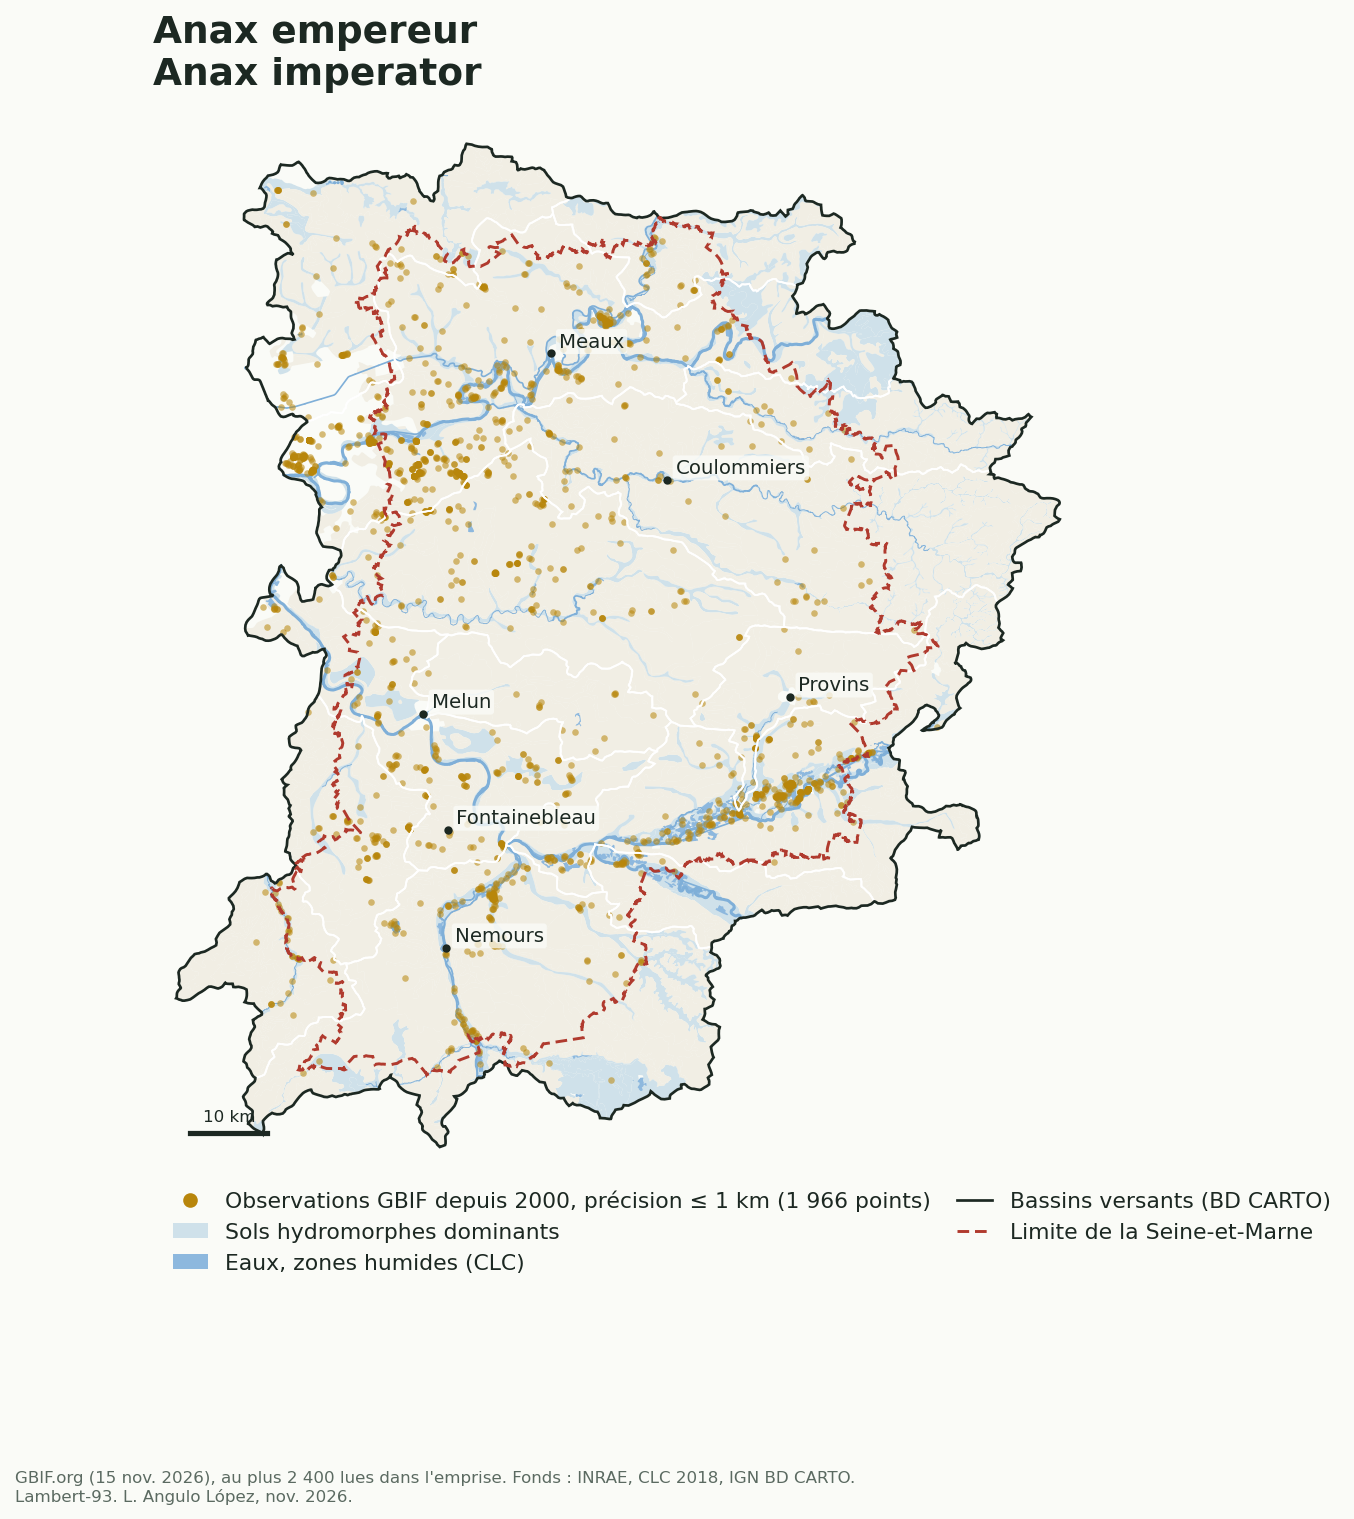 Anax empereur
Anax imperator
Meaux
Coulommiers
Provins
Melun
Fontainebleau
Nemours
10 km
Observations GBIF depuis 2000, précision ≤ 1 km (1 966 points)
Sols hydromorphes dominants
Eaux, zones humides (CLC)
Bassins versants (BD CARTO)
Limite de la Seine-et-Marne
GBIF.org (15 nov. 2026), au plus 2 400 lues dans l'emprise. Fonds : INRAE, CLC 2018, IGN BD CARTO.
Lambert-93. L. Angulo López, nov. 2026.